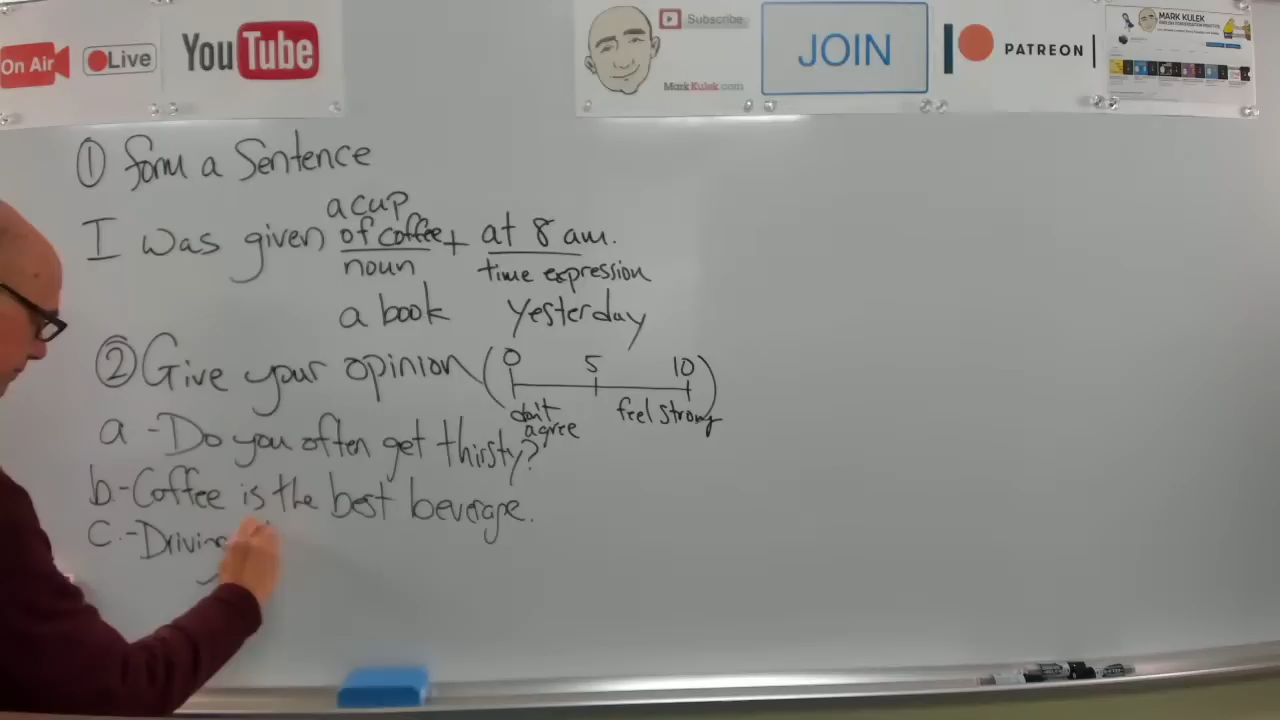 On Air
Live
YouTube
Subscribe
MarkKulek.com
JOIN
PATREON
MARK KULEK
① form a Sentence
a cup
I was given of coffee + at 8 am.
noun time expression
a book yesterday
② Give your opinion (0 5 10)
don't agree feel strong
a - Do you often get thirsty?
b.- Coffee is the best beverage.
C.- Driving